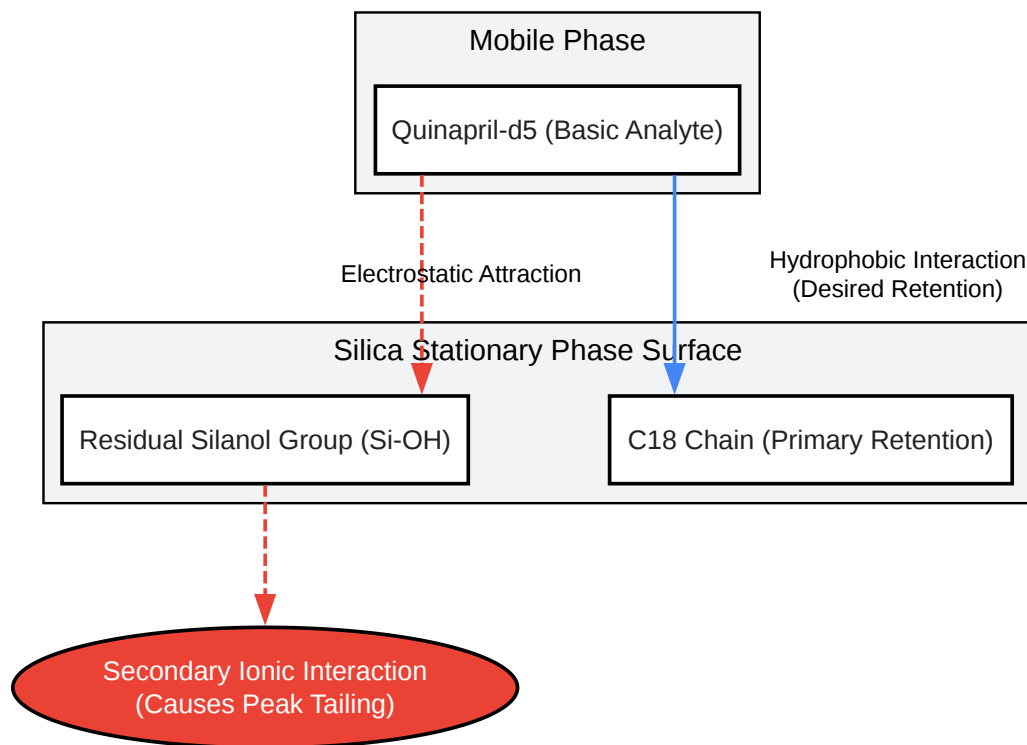 Mobile Phase
Quinapril-d5 (Basic Analyte)
Electrostatic Attraction
Hydrophobic Interaction
(Desired Retention)
Silica Stationary Phase Surface
Residual Silanol Group (Si-OH)
C18 Chain (Primary Retention)
Secondary Ionic Interaction
(Causes Peak Tailing)